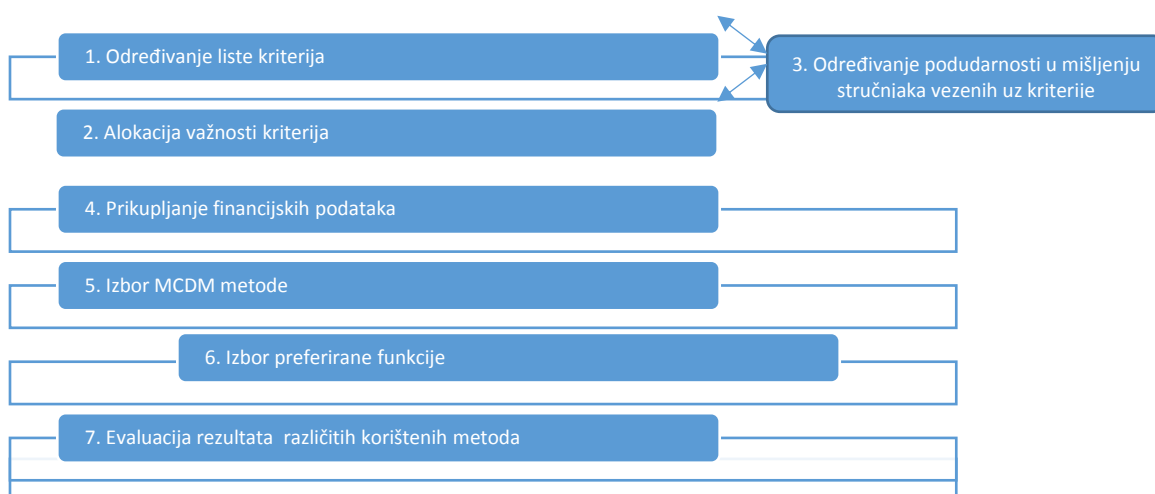 1. Određivanje liste kriterija
3. Određivanje podudarnosti u mišljenju
stručnjaka vezenih uz kriterije
2. Alokacija važnosti kriterija
4. Prikupljanje financijskih podataka
5. Izbor MCDM metode
6. Izbor preferirane funkcije
7. Evaluacija rezultata različitih korištenih metoda